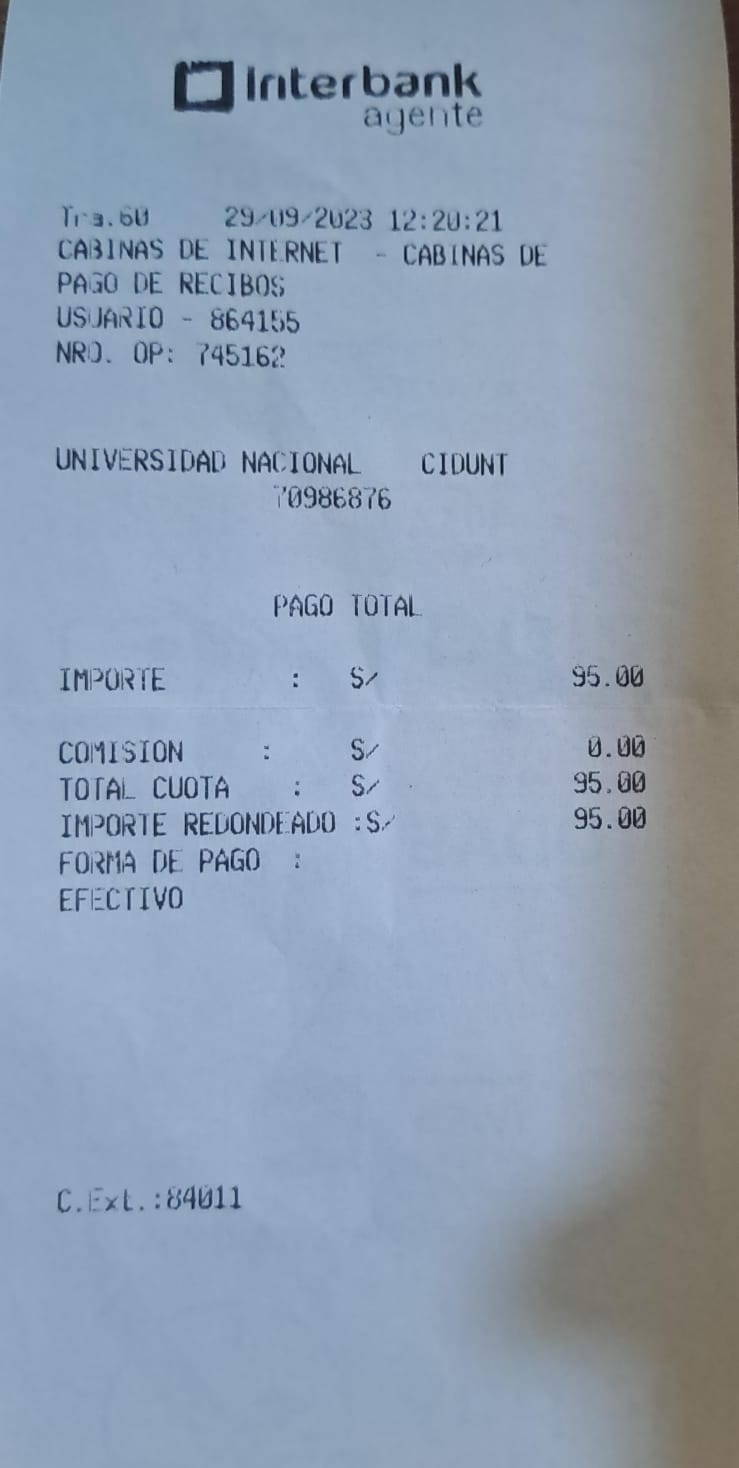 Interbank
agente
Tra.60 29/09/2023 12:20:21
CABINAS DE INTERNET - CABINAS DE
PAGO DE RECIBOS
USUARIO - 864155
NRO. OP: 745162
UNIVERSIDAD NACIONAL CIDUNT
70986876
PAGO TOTAL
IMPORTE : S/ 95.00
COMISION : S/ 0.00
TOTAL CUOTA : S/ 95.00
IMPORTE REDONDEADO :S/ 95.00
FORMA DE PAGO :
EFECTIVO
C.Ext.:84011